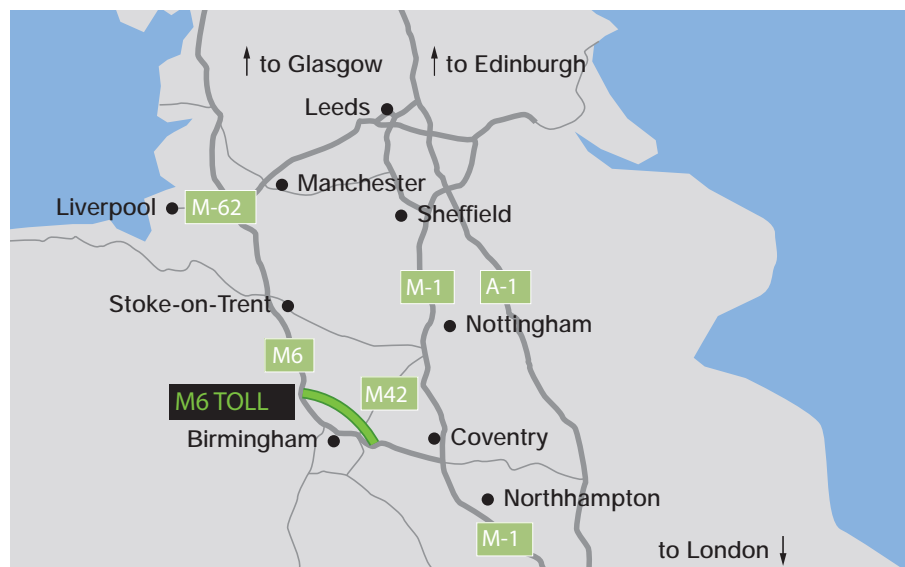 to Glasgow
to Edinburgh
Leeds
Manchester
Liverpool
M-62
Sheffield
M-1
A-1
Stoke-on-Trent
Nottingham
M6
M6 TOLL
M42
Birmingham
Coventry
Northhampton
M-1
to London